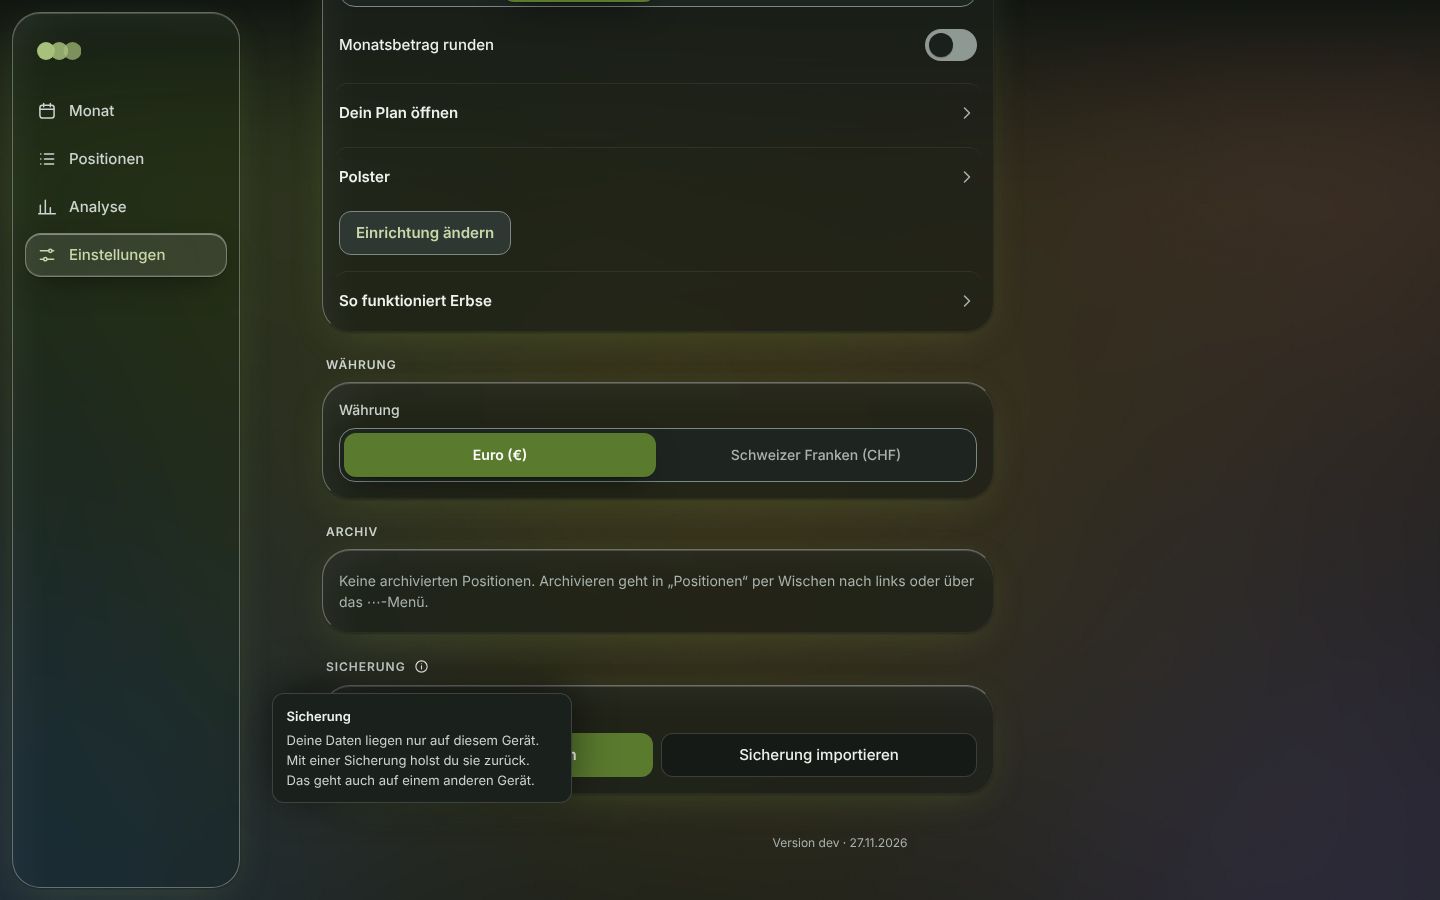 Monat
Positionen
Analyse
Einstellungen
Monatsbetrag runden
Dein Plan öffnen
Polster
Einrichtung ändern
So funktioniert Erbse
WÄHRUNG
Währung
Euro (€)
Schweizer Franken (CHF)
ARCHIV
Keine archivierten Positionen. Archivieren geht in „Positionen“ per Wischen nach links oder über
das ···-Menü.
SICHERUNG
Sicherung
Deine Daten liegen nur auf diesem Gerät.
Mit einer Sicherung holst du sie zurück.
Das geht auch auf einem anderen Gerät.
Sicherung importieren
Version dev · 27.11.2026